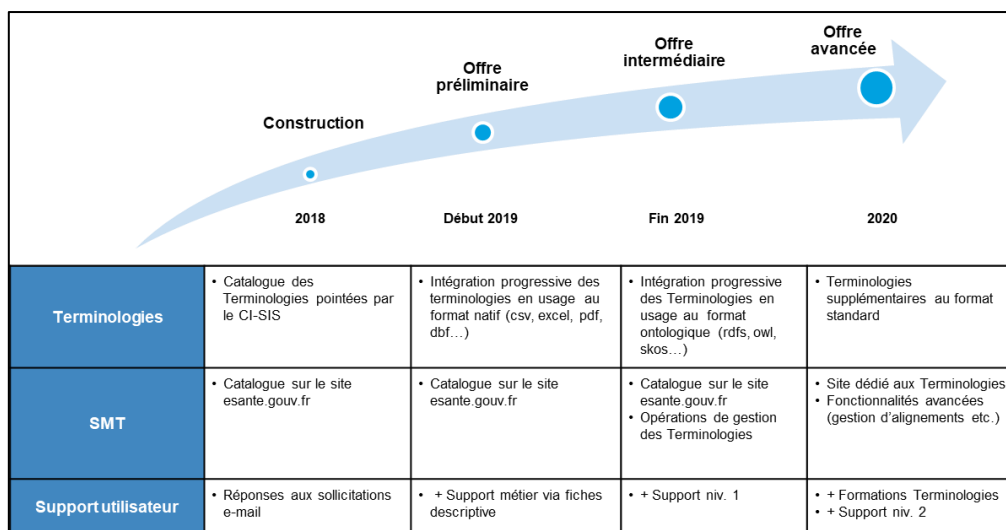 Construction
Offre
préliminaire
Offre
intermédiaire
Offre
avancée
2018
Début 2019
Fin 2019
2020
Terminologies
• Catalogue des
Terminologies pointées par
le CI-SIS
• Intégration progressive des
terminologies en usage au
format natif (csv, excel, pdf,
dbf…)
• Intégration progressive
des Terminologies en
usage au format
ontologique (rdfs, owl,
skos…)
• Terminologies
supplémentaires au format
standard
SMT
• Catalogue sur le site
esante.gouv.fr
• Catalogue sur le site
esante.gouv.fr
• Catalogue sur le site
esante.gouv.fr
• Opérations de gestion
des Terminologies
• Site dédié aux Terminologies
• Fonctionnalités avancées
(gestion d'alignements etc.)
Support utilisateur
• Réponses aux sollicitations
e-mail
• + Support métier via fiches
descriptive
• + Support niv. 1
• + Formations Terminologies
• + Support niv. 2